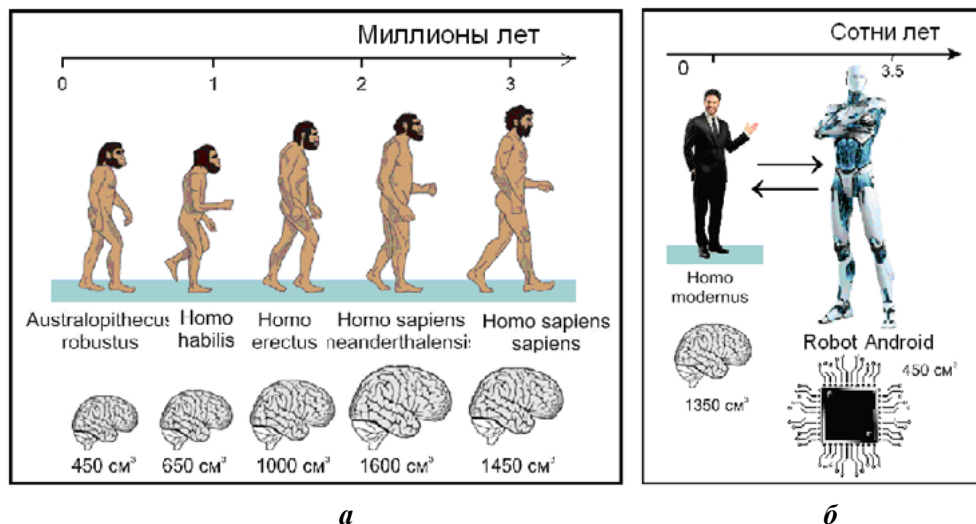 Миллионы лет
0 1 2 3
Australopithecus robustus
Homo habilis
Homo erectus
Homo sapiens neanderthalensis
Homo sapiens sapiens
450 см³ 650 см³ 1000 см³ 1600 см³ 1450 см³
а
Сотни лет
0 3.5
Homo
modernus
1350 см³
Robot Android
450 см³
б